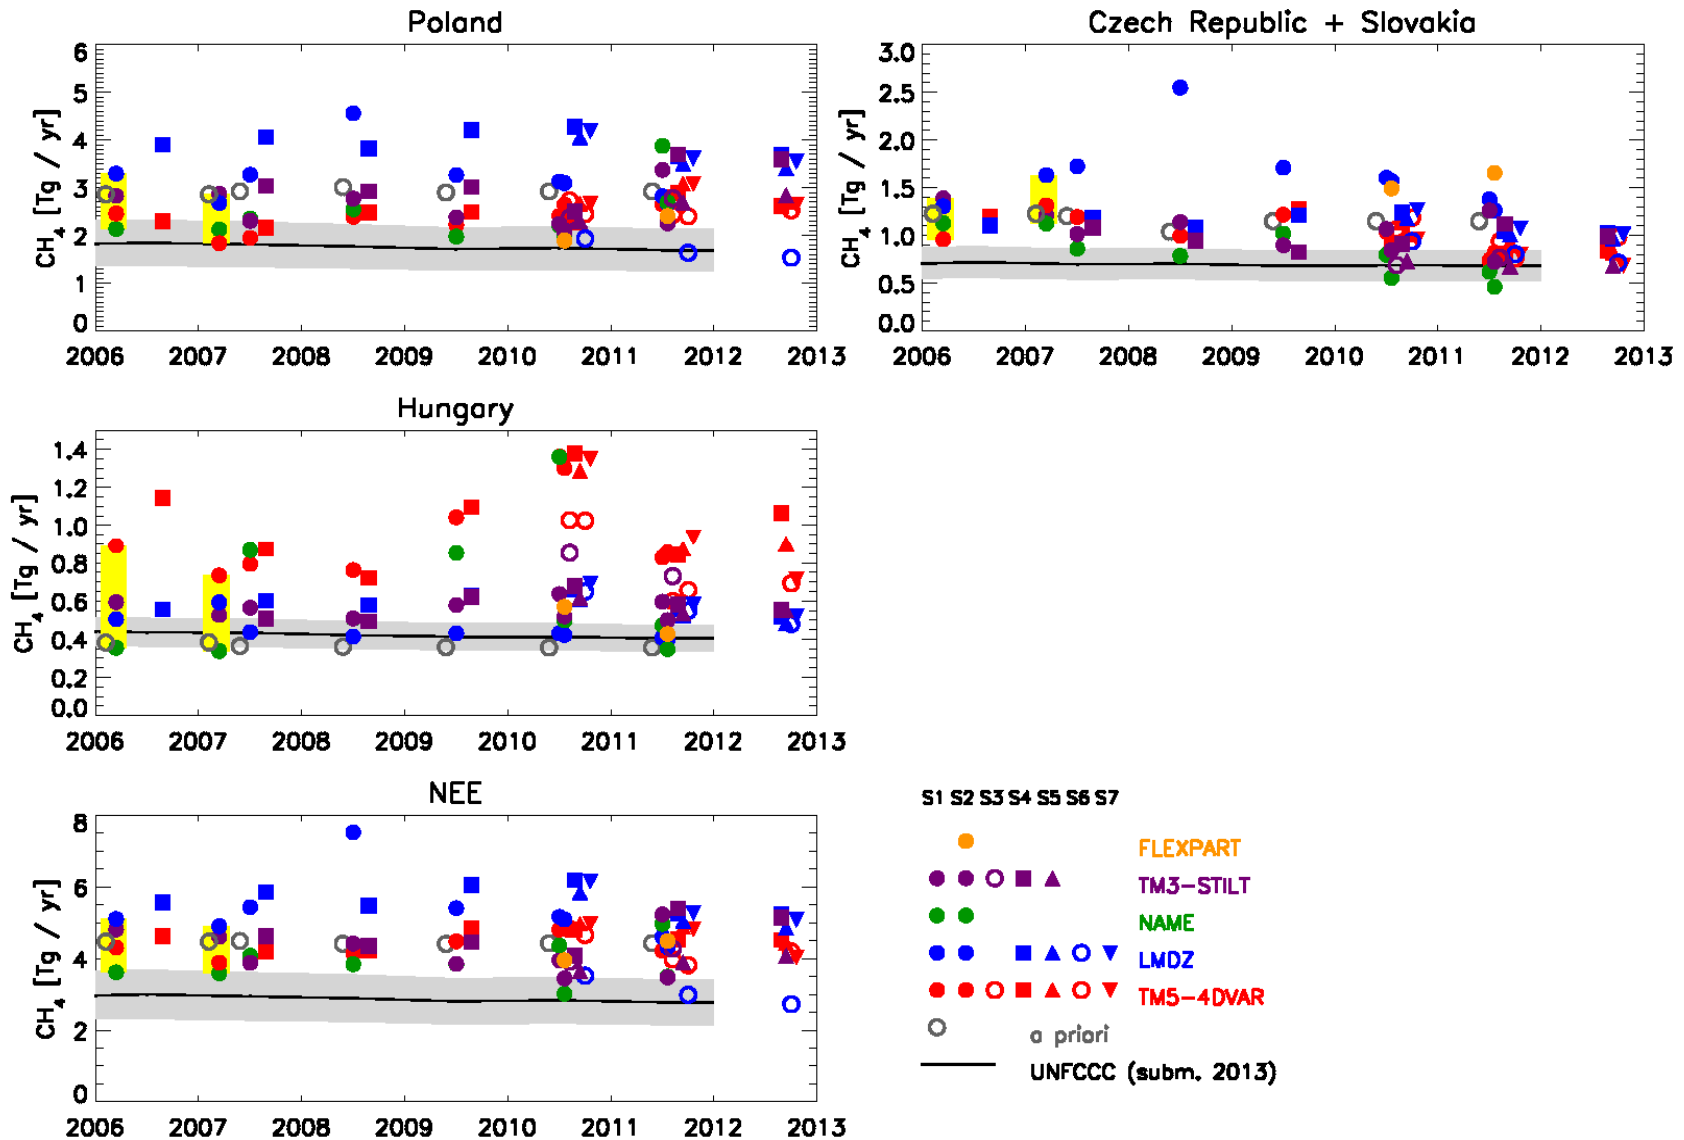 Poland
CH4 [Tg / yr]
6
5
4
3
2
1
0
2006 2007 2008 2009 2010 2011 2012 2013
Czech Republic + Slovakia
CH4 [Tg / yr]
3.0
2.5
2.0
1.5
1.0
0.5
0.0
2006 2007 2008 2009 2010 2011 2012 2013
Hungary
CH4 [Tg / yr]
1.4
1.2
1.0
0.8
0.6
0.4
0.2
0.0
2006 2007 2008 2009 2010 2011 2012 2013
NEE
CH4 [Tg / yr]
8
6
4
2
0
2006 2007 2008 2009 2010 2011 2012 2013
S1 S2 S3 S4 S5 S6 S7
FLEXPART
TM3-STILT
NAME
LMDZ
TM5-4DVAR
a priori
UNFCCC (subm. 2013)